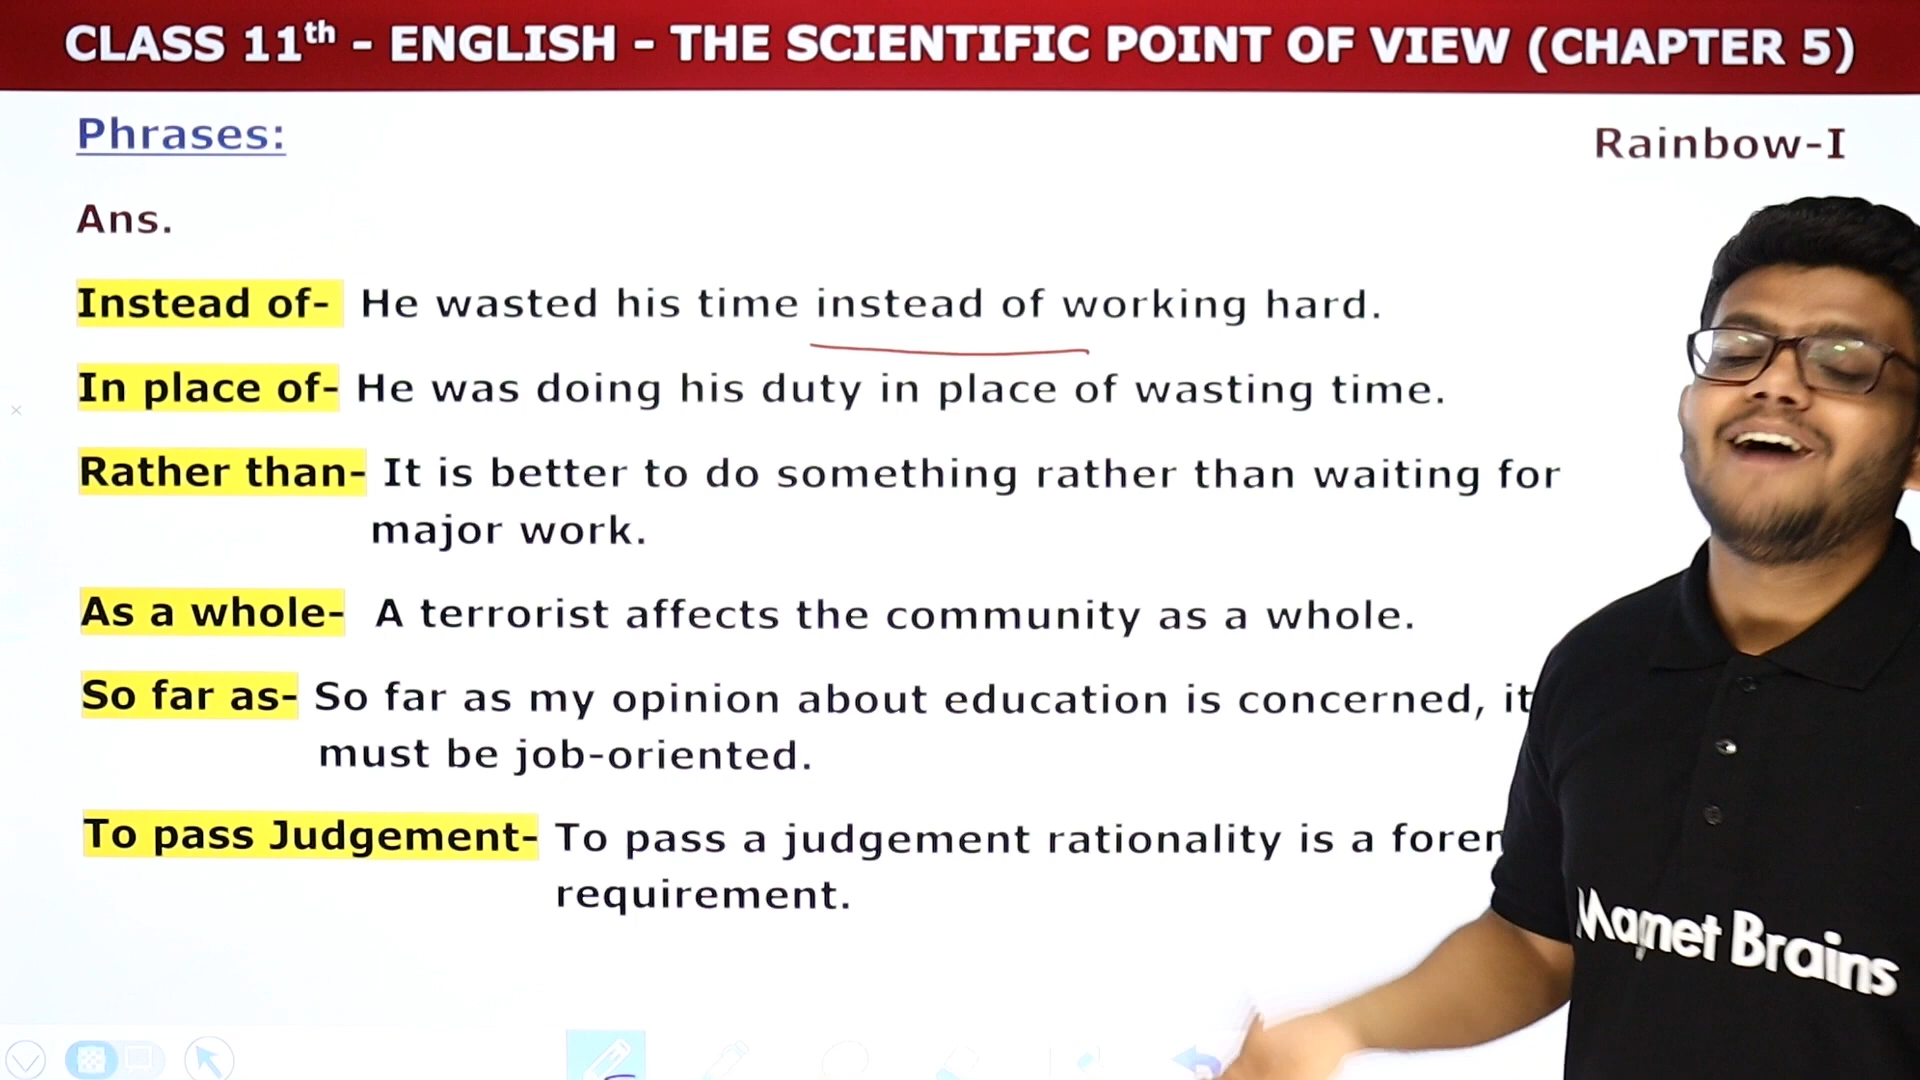 CLASS 11th - ENGLISH - THE SCIENTIFIC POINT OF VIEW (CHAPTER 5)
Phrases:
Rainbow-I
Ans.
Instead of- He wasted his time instead of working hard.
In place of- He was doing his duty in place of wasting time.
Rather than- It is better to do something rather than waiting for
major work.
As a whole- A terrorist affects the community as a whole.
So far as- So far as my opinion about education is concerned, it
must be job-oriented.
To pass Judgement- To pass a judgement rationality is a
requirement.
Magnet Brains